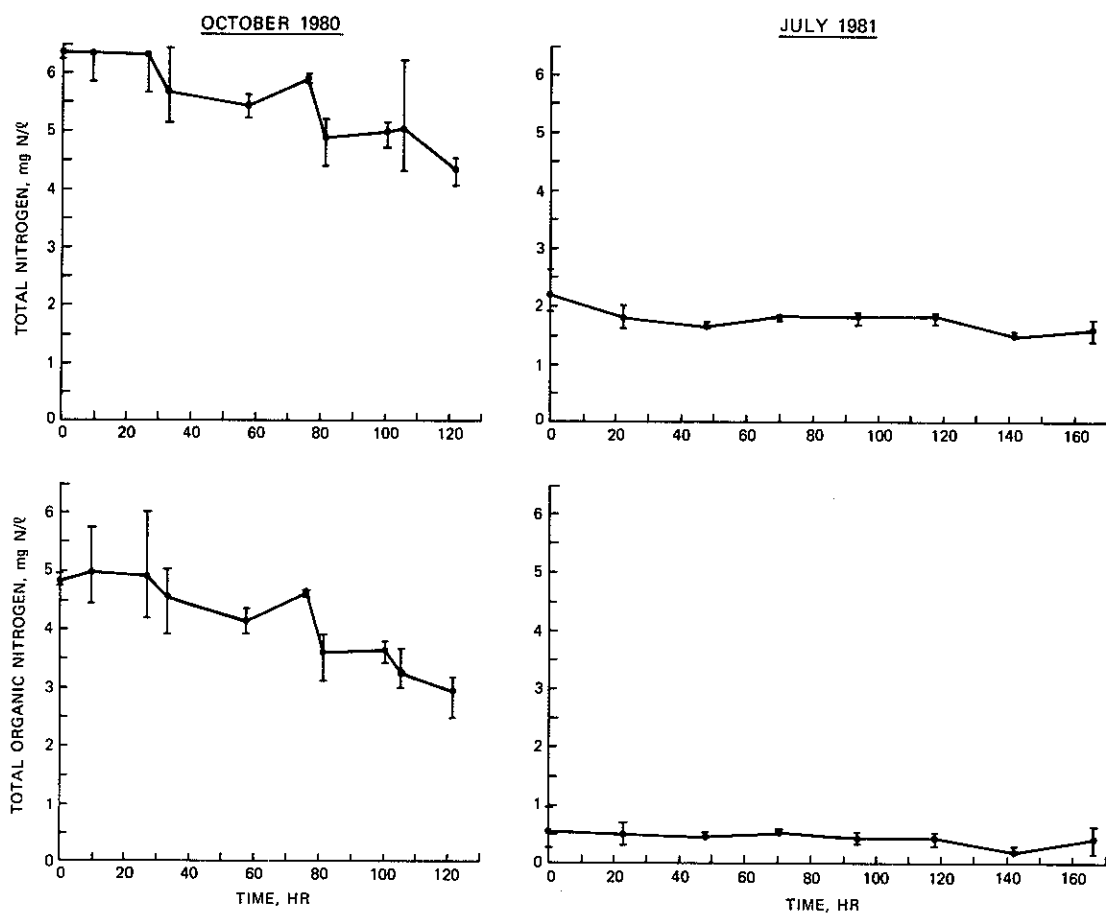 OCTOBER 1980
JULY 1981
TOTAL NITROGEN, mg N/ℓ
6
5
4
3
2
1
0
0 20 40 60 80 100 120
6
5
4
3
2
1
0
0 20 40 60 80 100 120 140 160
TOTAL ORGANIC NITROGEN, mg N/ℓ
6
5
4
3
2
1
0
0 20 40 60 80 100 120
TIME, HR
6
5
4
3
2
1
0
0 20 40 60 80 100 120 140 160
TIME, HR